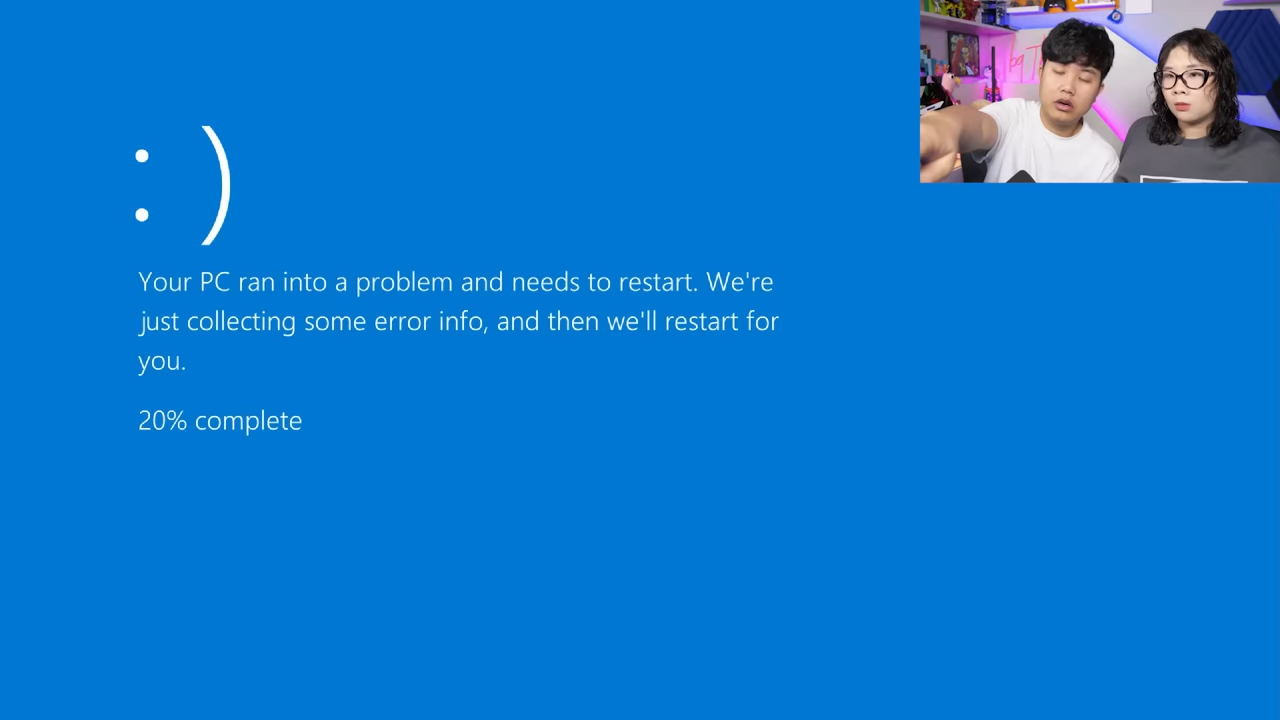 : )
Your PC ran into a problem and needs to restart. We're
just collecting some error info, and then we'll restart for
you.
20% complete